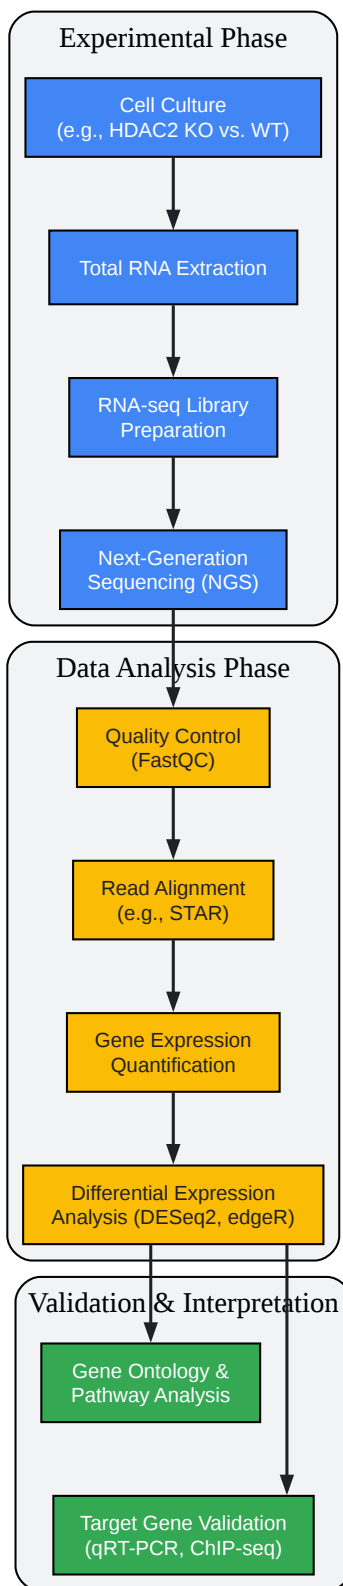 Experimental Phase
Cell Culture
(e.g., HDAC2 KO vs. WT)
Total RNA Extraction
RNA-seq Library
Preparation
Next-Generation
Sequencing (NGS)
Data Analysis Phase
Quality Control
(FastQC)
Read Alignment
(e.g., STAR)
Gene Expression
Quantification
Differential Expression
Analysis (DESeq2, edgeR)
Validation & Interpretation
Gene Ontology &
Pathway Analysis
Target Gene Validation
(qRT-PCR, ChIP-seq)